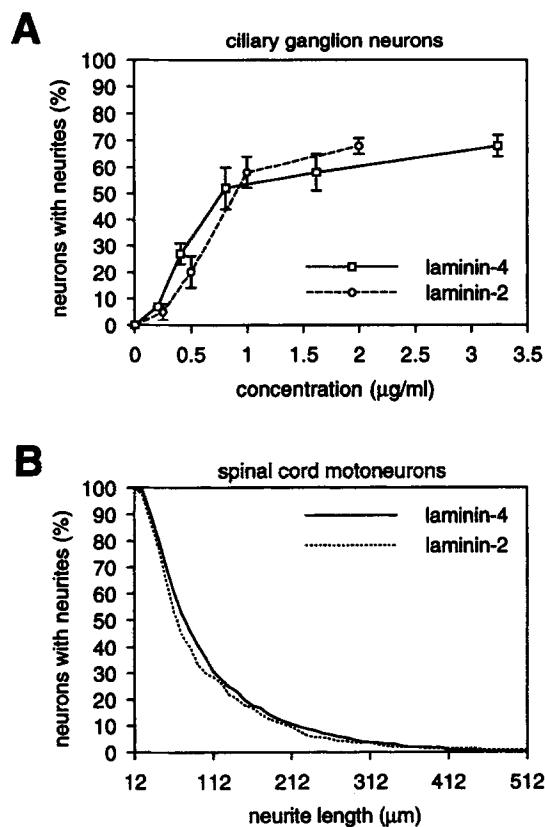 A
ciliary ganglion neurons
neurons with neurites (%)
100
90
80
70
60
50
40
30
20
10
0
laminin-4
laminin-2
0 0.5 1 1.5 2 2.5 3 3.5
concentration (μg/ml)
B
spinal cord motoneurons
neurons with neurites (%)
100
90
80
70
60
50
40
30
20
10
0
laminin-4
laminin-2
12 112 212 312 412 512
neurite length (μm)